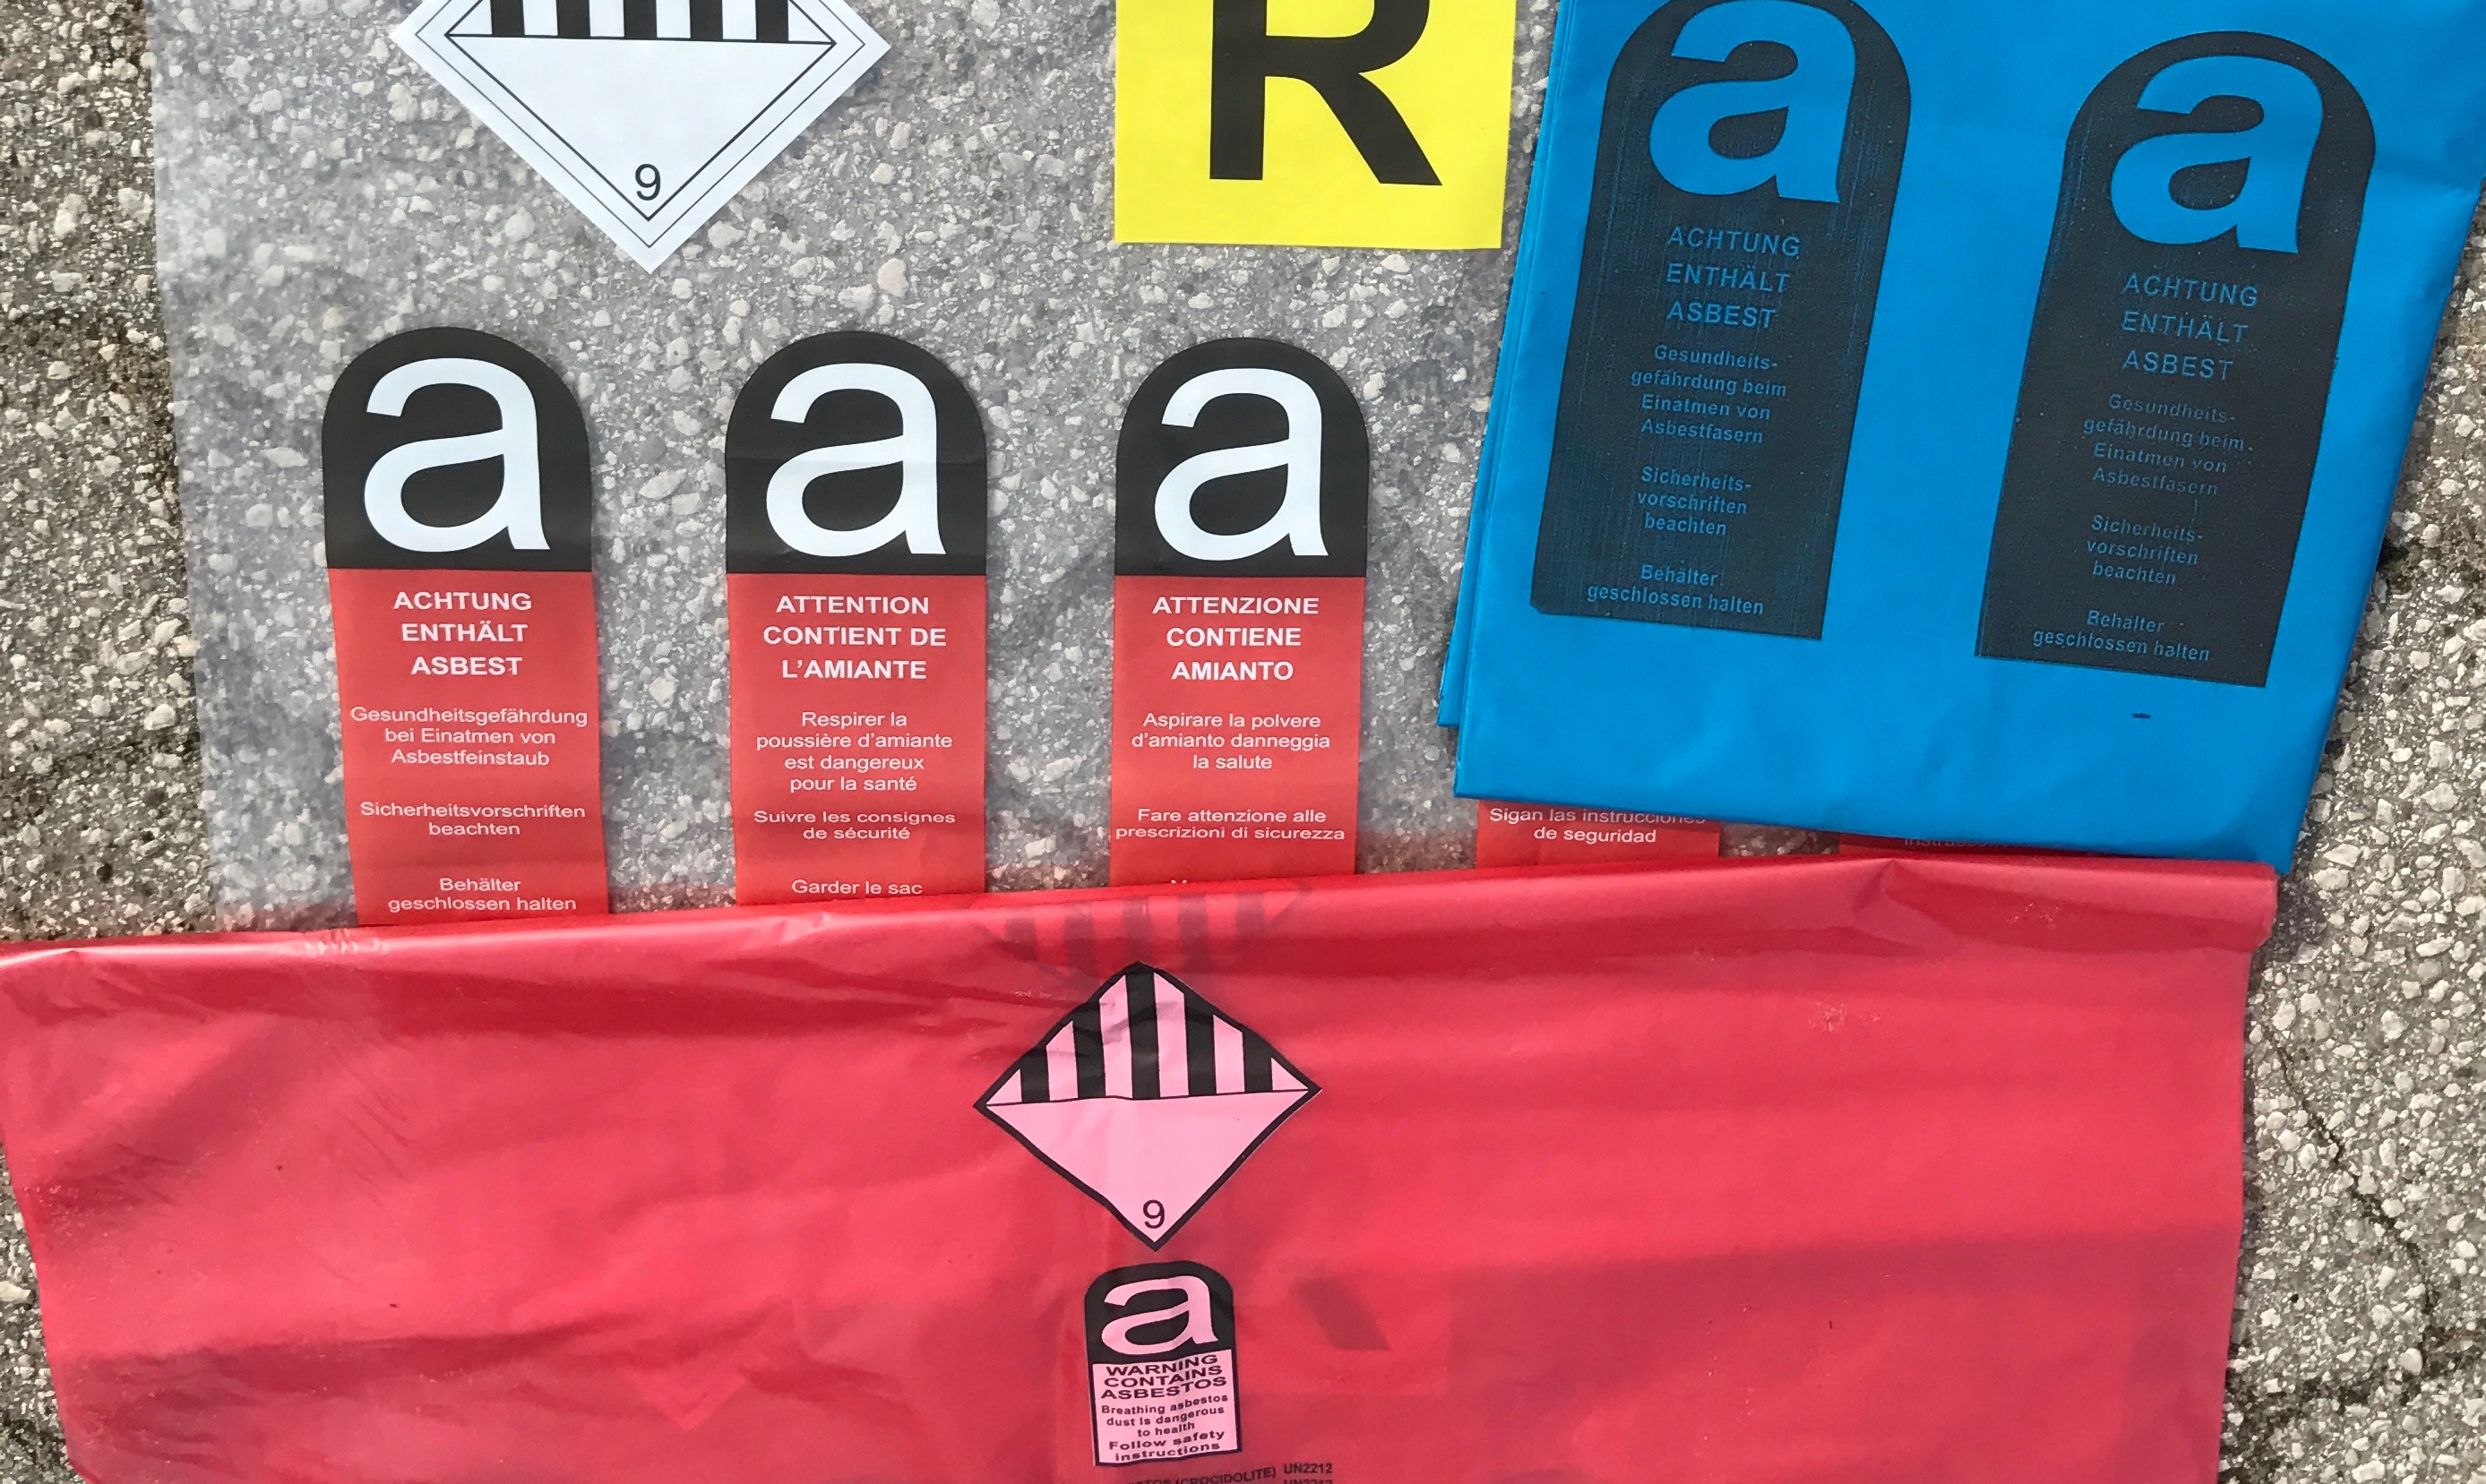 9
R
a
ACHTUNG
ENTHÄLT
ASBEST
Gesundheits-
gefährdung beim
Einatmen von
Asbestfasern
Sicherheits-
vorschriften
beachten
Behälter
geschlossen halten
a
ACHTUNG
ENTHÄLT
ASBEST
Gesundheits-
gefährdung beim
Einatmen von
Asbestfasern
Sicherheits-
vorschriften
beachten
Behälter
geschlossen halten
a
ACHTUNG
ENTHÄLT
ASBEST
Gesundheitsgefährdung
bei Einatmen von
Asbestfeinstaub
Sicherheitsvorschriften
beachten
Behälter
geschlossen halten
a
ATTENTION
CONTIENT DE
L'AMIANTE
Respirer la
poussière d'amiante
est dangereux
pour la santé
Suivre les consignes
de sécurité
Garder le sac
a
ATTENZIONE
CONTIENE
AMIANTO
Aspirare la polvere
d'amianto danneggia
la salute
Fare attenzione alle
prescrizioni di sicurezza
Sigan las instrucciones
de seguridad
9
a
WARNING
CONTAINS
ASBESTOS
Breathing asbestos
dust is dangerous
to health
Follow safety
instructions
(CROCIDOLITE) UN2212